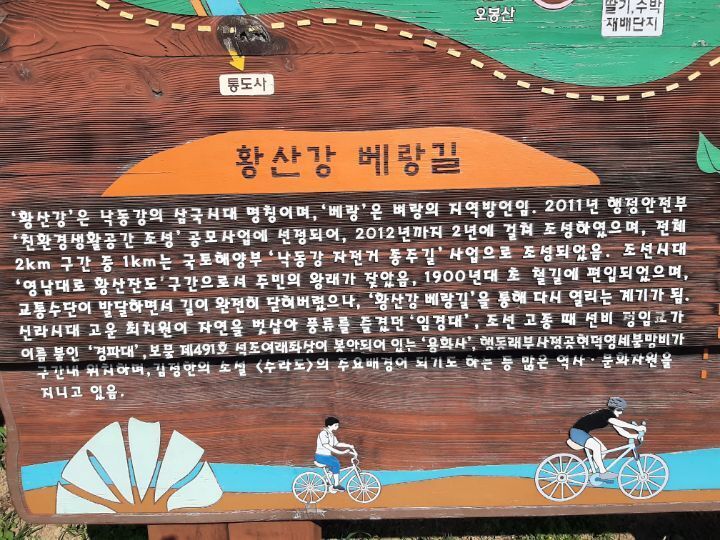 오봉산
딸기,수박
재배단지
통도사
황산강 베랑길
'황산강'은 낙동강의 삼국시대 명칭이며, '베랑'은 벼랑의 지역방언임. 2011년 행정안전부
'친환경생활공간 조성' 공모사업에 선정되어, 2012년까지 2년에 걸쳐 조성하였으며, 전체
2km 구간 중 1km는 국토해양부 '낙동강 자전거 종주길' 사업으로 조성되었음. 조선시대
'영남대로 황산잔도' 구간으로서 주민의 왕래가 잦았음, 1900년대 초 철길에 편입되었으며,
교통수단이 발달하면서 길이 완전히 닫혀버렸으나, '황산강 베랑길'을 통해 다시 열리는 계기가 됨.
신라시대 고운 최치원이 자연을 벗삼아 풍류를 즐겼던 '임경대', 조선 고종 때 선비 정임교가
이름 붙인 '경파대', 보물 제491호 석조여래좌상이 봉안되어 있는 '용화사', 행동래부사정공현덕영세불망비가
구간내 위치하며, 김정한의 소설 <수라도>의 주요배경이 되기도 하는 등 많은 역사·문화자원을
지니고 있음.